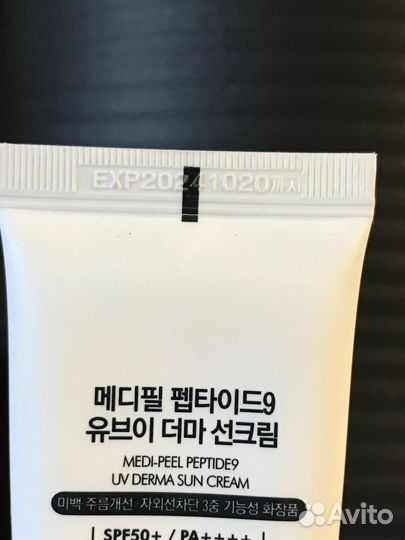 EXP20241020까지
메디필 펩타이드9
유브이 더마 선크림
MEDI-PEEL PEPTIDE9
UV DERMA SUN CREAM
미백·주름개선·자외선차단 3중 기능성 화장품
| SPF50+ / PA++++ |
Avito